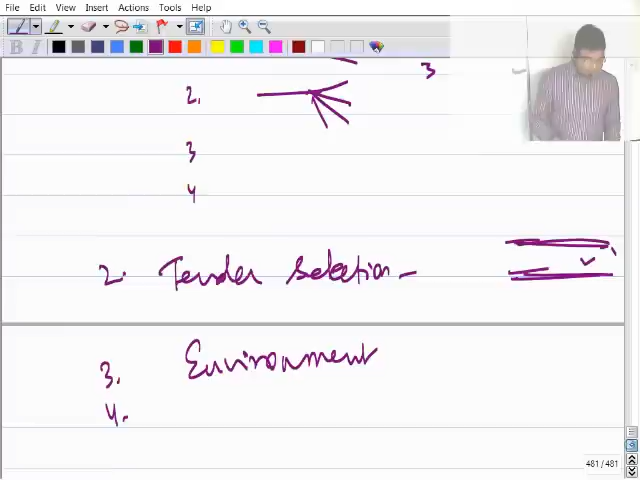 File Edit View Insert Actions Tools Help
B I
3
2.
3
4
2. Tender Selection -
3. Environment
4.
481 / 481